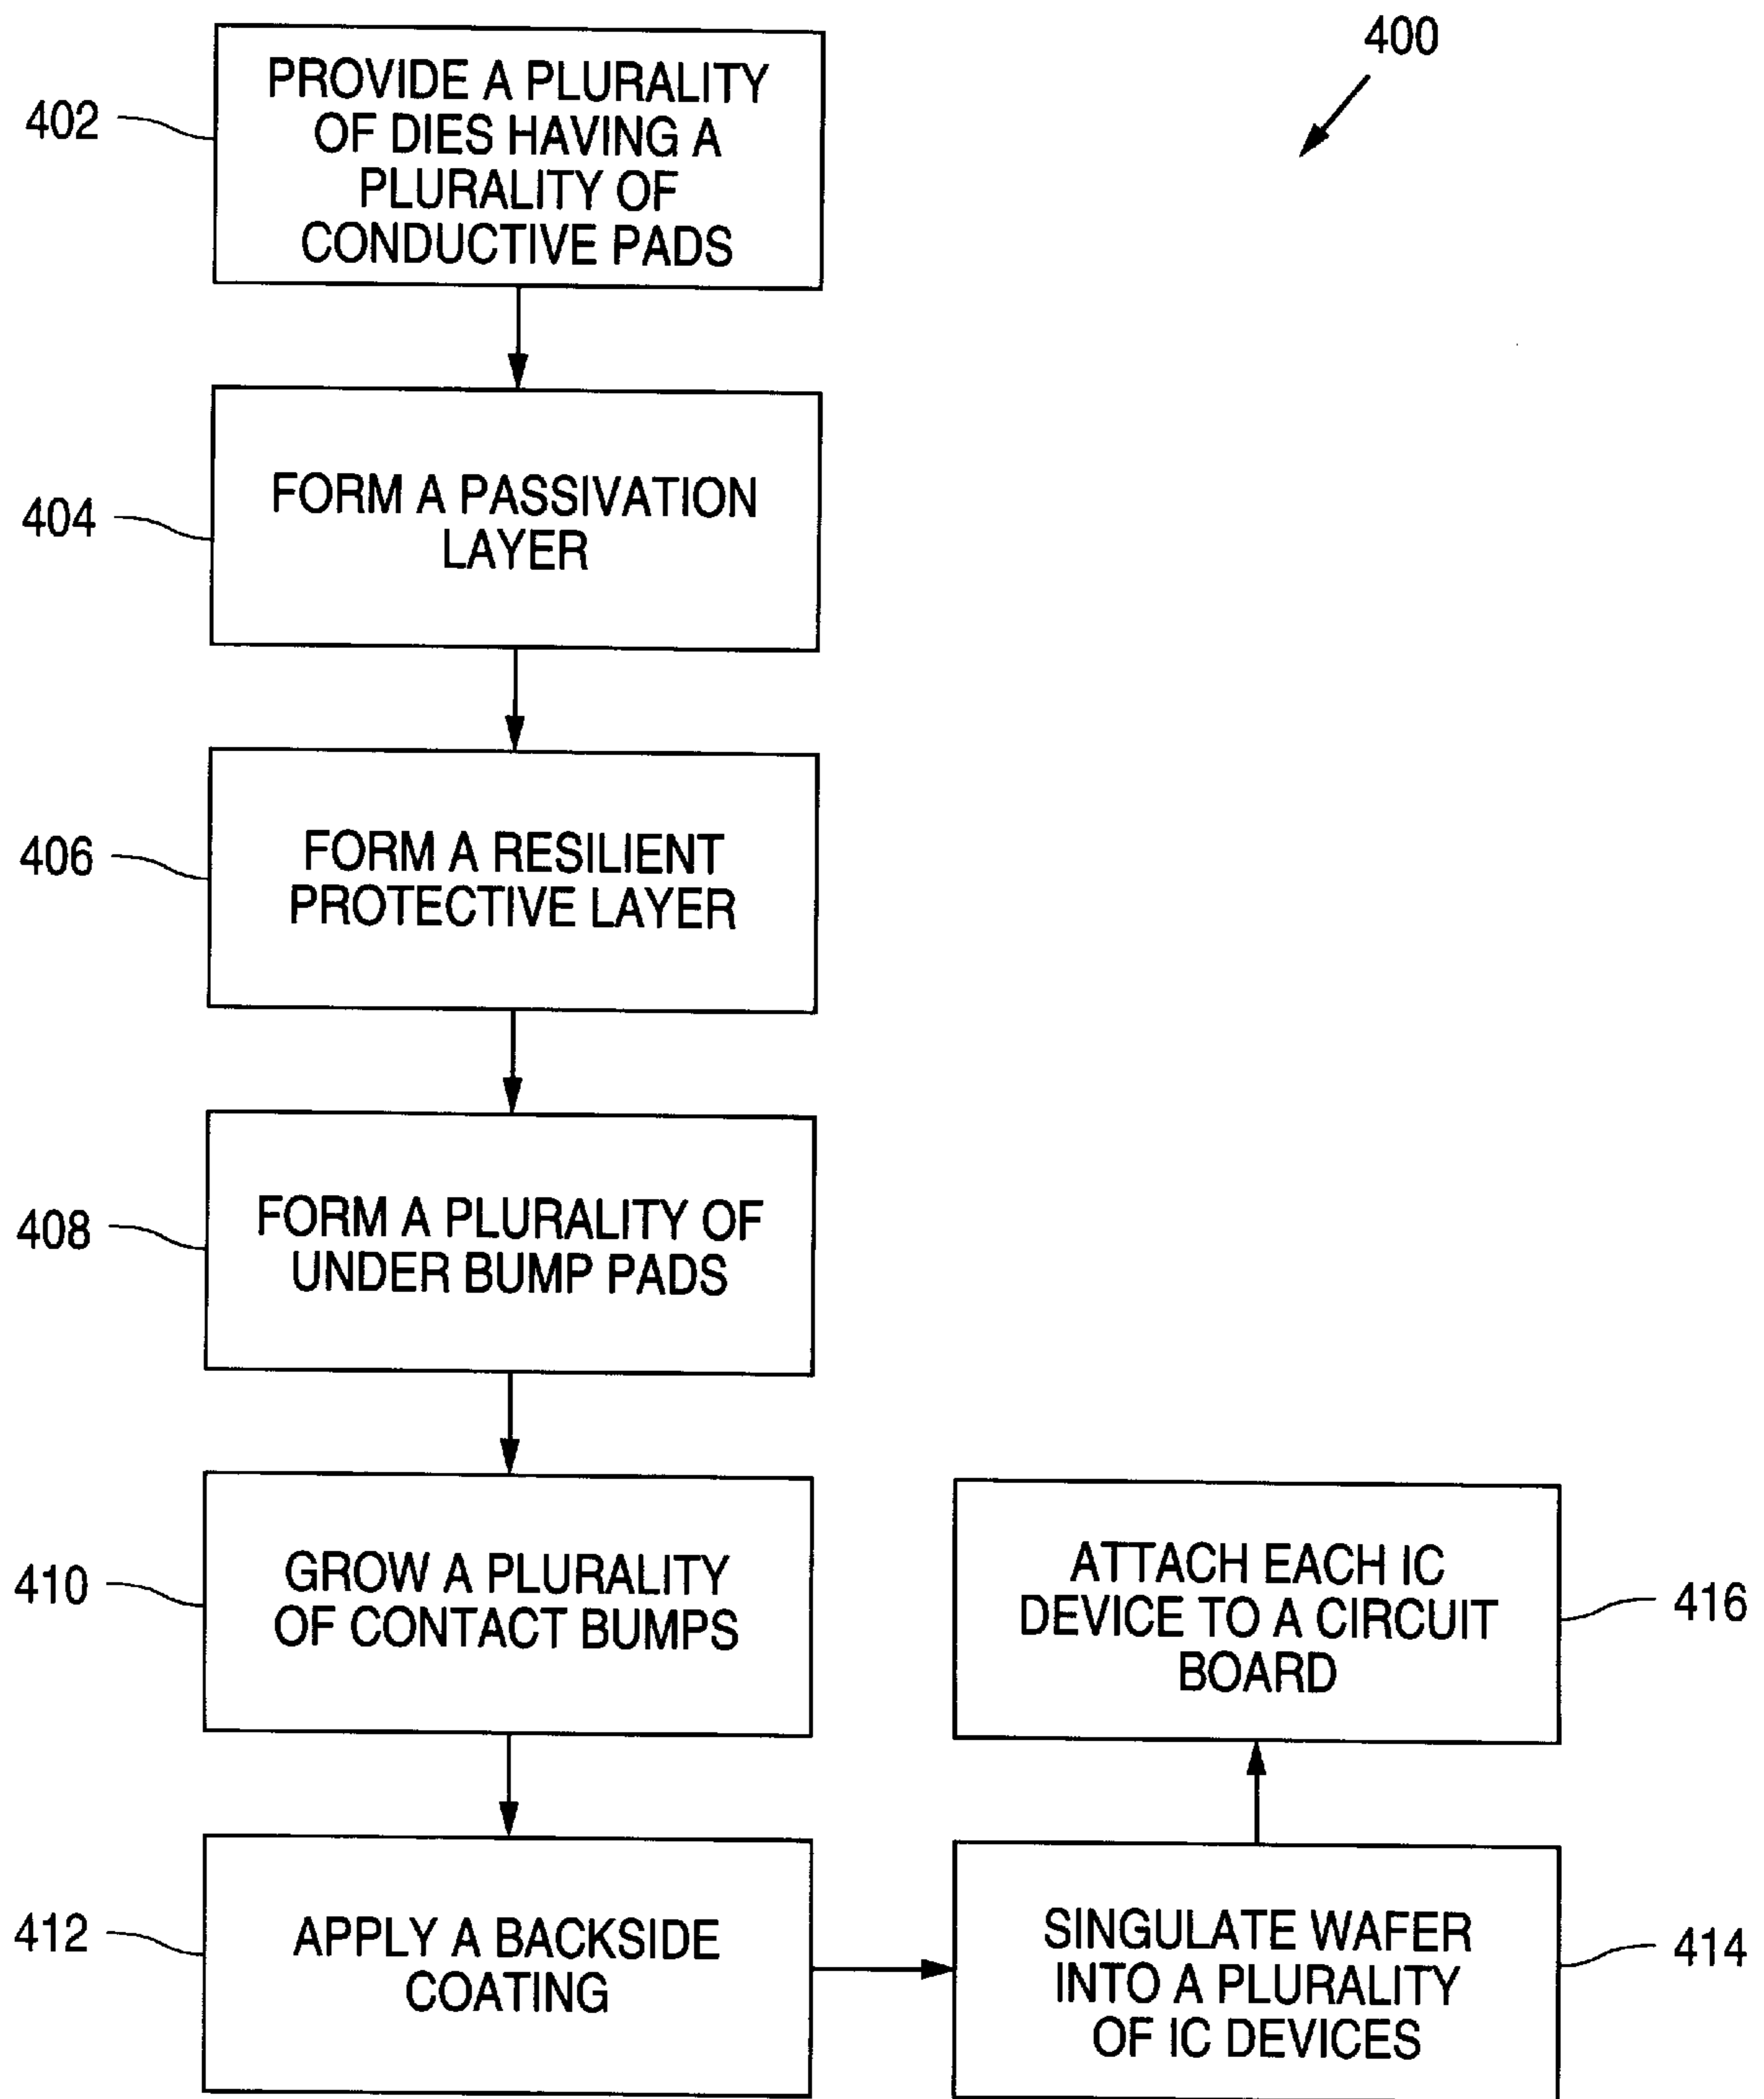 400
402
PROVIDE A PLURALITY
OF DIES HAVING A
PLURALITY OF
CONDUCTIVE PADS
404
FORM A PASSIVATION
LAYER
406
FORM A RESILIENT
PROTECTIVE LAYER
408
FORM A PLURALITY OF
UNDER BUMP PADS
410
GROW A PLURALITY
OF CONTACT BUMPS
412
APPLY A BACKSIDE
COATING
SINGULATE WAFER
INTO A PLURALITY
OF IC DEVICES
414
ATTACH EACH IC
DEVICE TO A CIRCUIT
BOARD
416